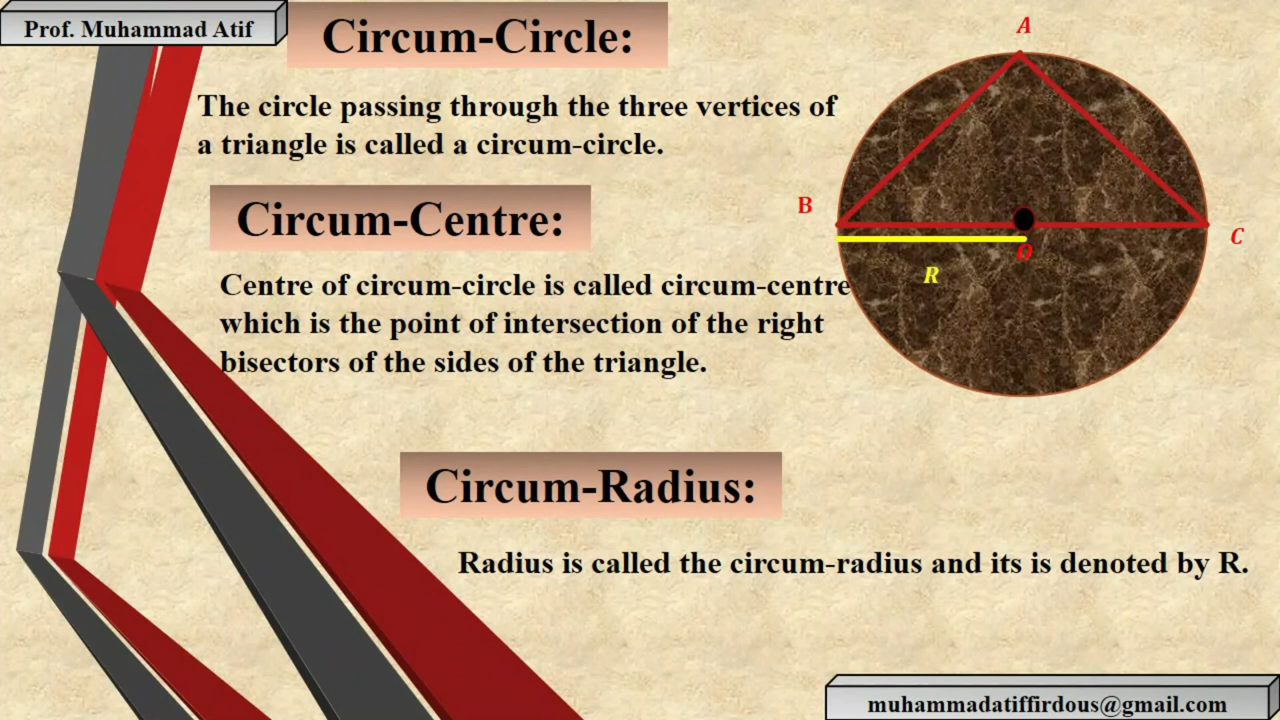 Prof. Muhammad Atif
Circum-Circle:
The circle passing through the three vertices of
a triangle is called a circum-circle.
Circum-Centre:
Centre of circum-circle is called circum-centre
which is the point of intersection of the right
bisectors of the sides of the triangle.
A
B
C
O
R
Circum-Radius:
Radius is called the circum-radius and its is denoted by R.
muhammadatiffirdous@gmail.com